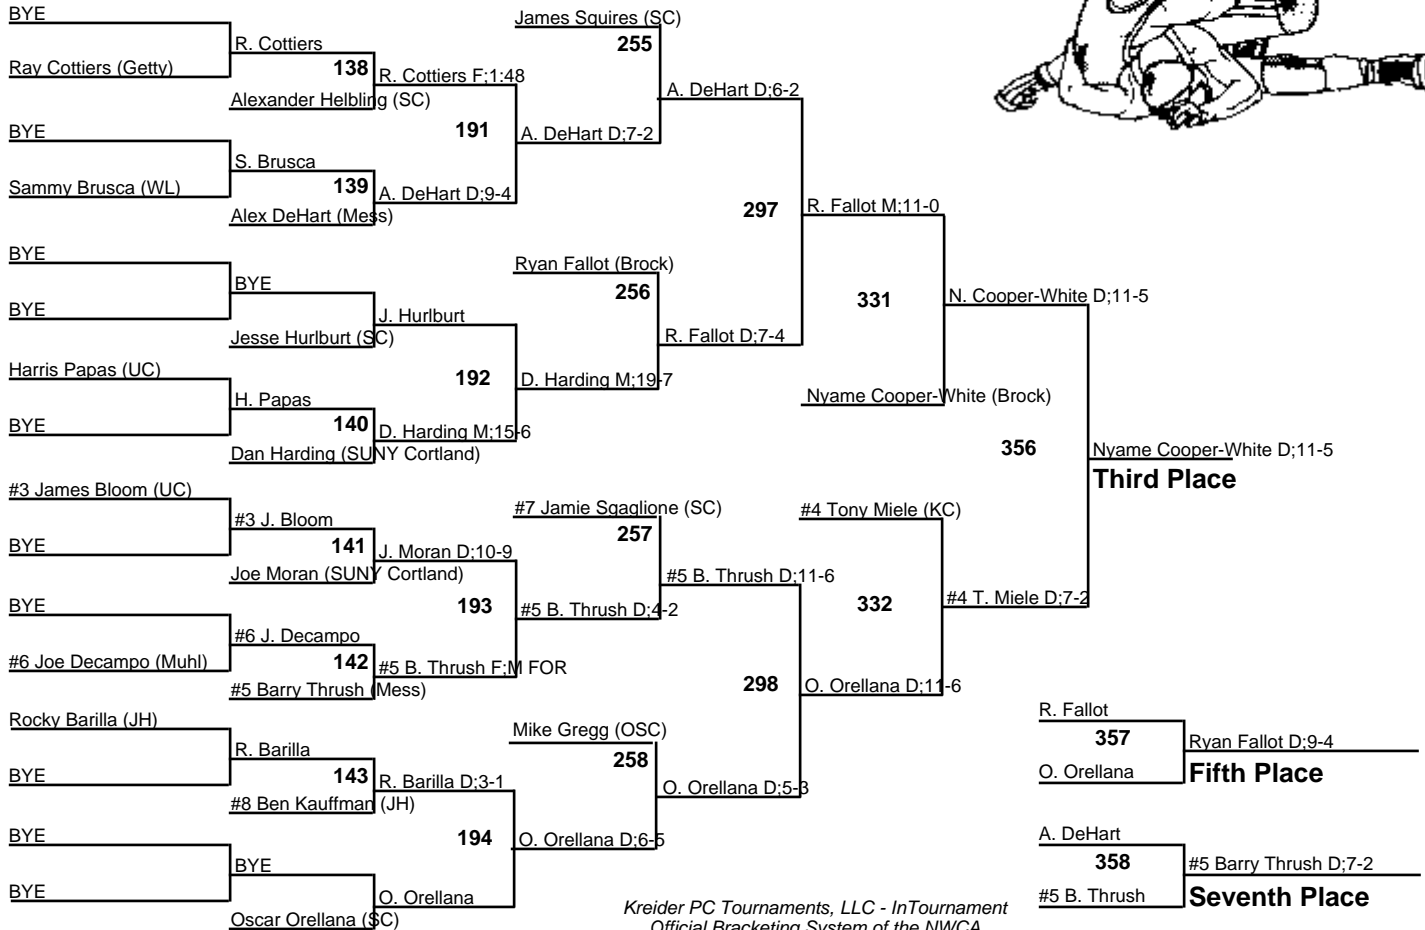 BYE
Ray Cottiers (Getty)
BYE
Sammy Brusca (WL)
BYE
BYE
Harris Papas (UC)
BYE
#3 James Bloom (UC)
BYE
BYE
#6 Joe Decampo (Muhl)
Rocky Barilla (JH)
BYE
BYE
BYE
R. Cottiers
138
Alexander Helbling (SC)
S. Brusca
139
Alex DeHart (Mess)
BYE
Jesse Hurlburt (SC)
H. Papas
140
Dan Harding (SUNY Cortland)
#3 J. Bloom
141
Joe Moran (SUNY Cortland)
#6 J. Decampo
142
#5 Barry Thrush (Mess)
R. Barilla
143
#8 Ben Kauffman (JH)
BYE
Oscar Orellana (SC)
R. Cottiers F;1:48
191
A. DeHart D;9-4
J. Hurlburt
192
D. Harding M;15-6
J. Moran D;10-9
193
#5 B. Thrush F;M FOR
R. Barilla D;3-1
194
O. Orellana
James Squires (SC)
255
A. DeHart D;7-2
Ryan Fallot (Brock)
256
D. Harding M;19-7
#7 Jamie Sgaglione (SC)
257
#5 B. Thrush D;4-2
Mike Gregg (OSC)
258
O. Orellana D;6-5
A. DeHart D;6-2
297
R. Fallot D;7-4
#5 B. Thrush D;11-6
298
O. Orellana D;5-3
R. Fallot M;11-0
331
Nyame Cooper-White (Brock)
#4 Tony Miele (KC)
332
O. Orellana D;11-6
N. Cooper-White D;11-5
356
#4 T. Miele D;7-2
Nyame Cooper-White D;11-5
Third Place
R. Fallot
357
O. Orellana
Ryan Fallot D;9-4
Fifth Place
A. DeHart
358
#5 B. Thrush
#5 Barry Thrush D;7-2
Seventh Place
Kreider PC Tournaments, LLC - InTournament
Official Bracketing System of the NWCA